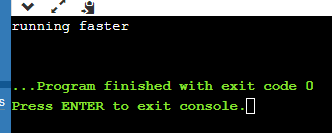 running faster
...Program finished with exit code 0
Press ENTER to exit console.